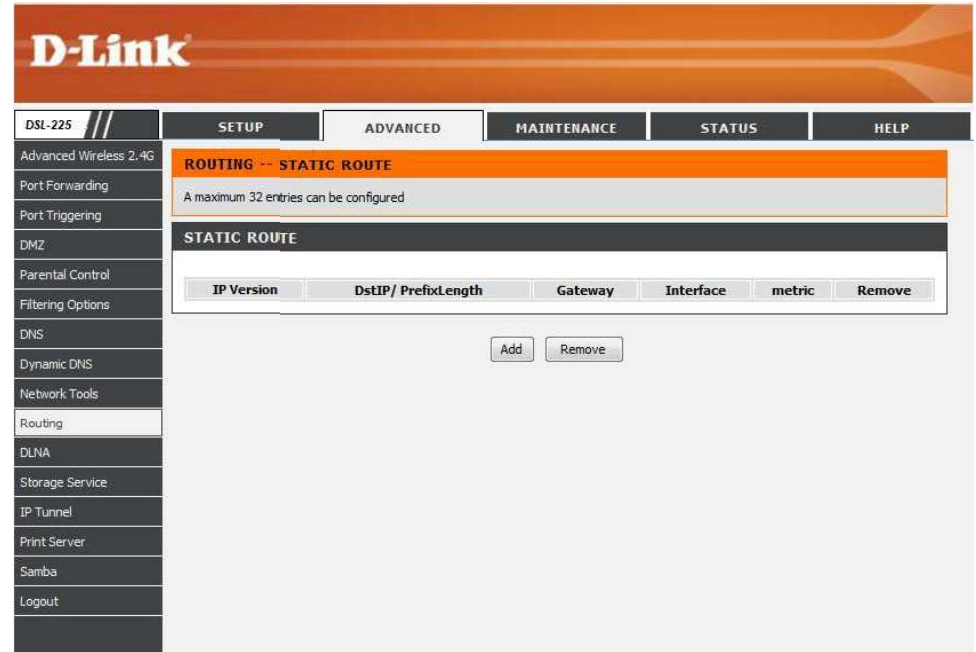 D-Link
DSL-225
SETUP
ADVANCED
MAINTENANCE
STATUS
HELP
Advanced Wireless 2.4G
Port Forwarding
Port Triggering
DMZ
Parental Control
Filtering Options
DNS
Dynamic DNS
Network Tools
Routing
DLNA
Storage Service
IP Tunnel
Print Server
Samba
Logout
ROUTING -- STATIC ROUTE
A maximum 32 entries can be configured
STATIC ROUTE
IP Version DstIP/ PrefixLength Gateway Interface metric Remove
Add Remove